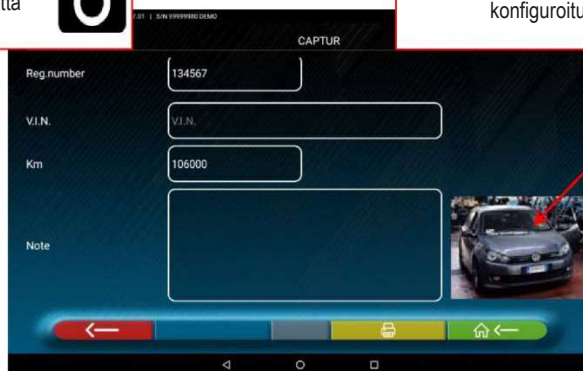 tta
konfiguroitu
7.01 | S/N 99999980 DEMO
CAPTUR
Reg.number
134567
V.I.N.
V.I.N.
Km
106000
Note